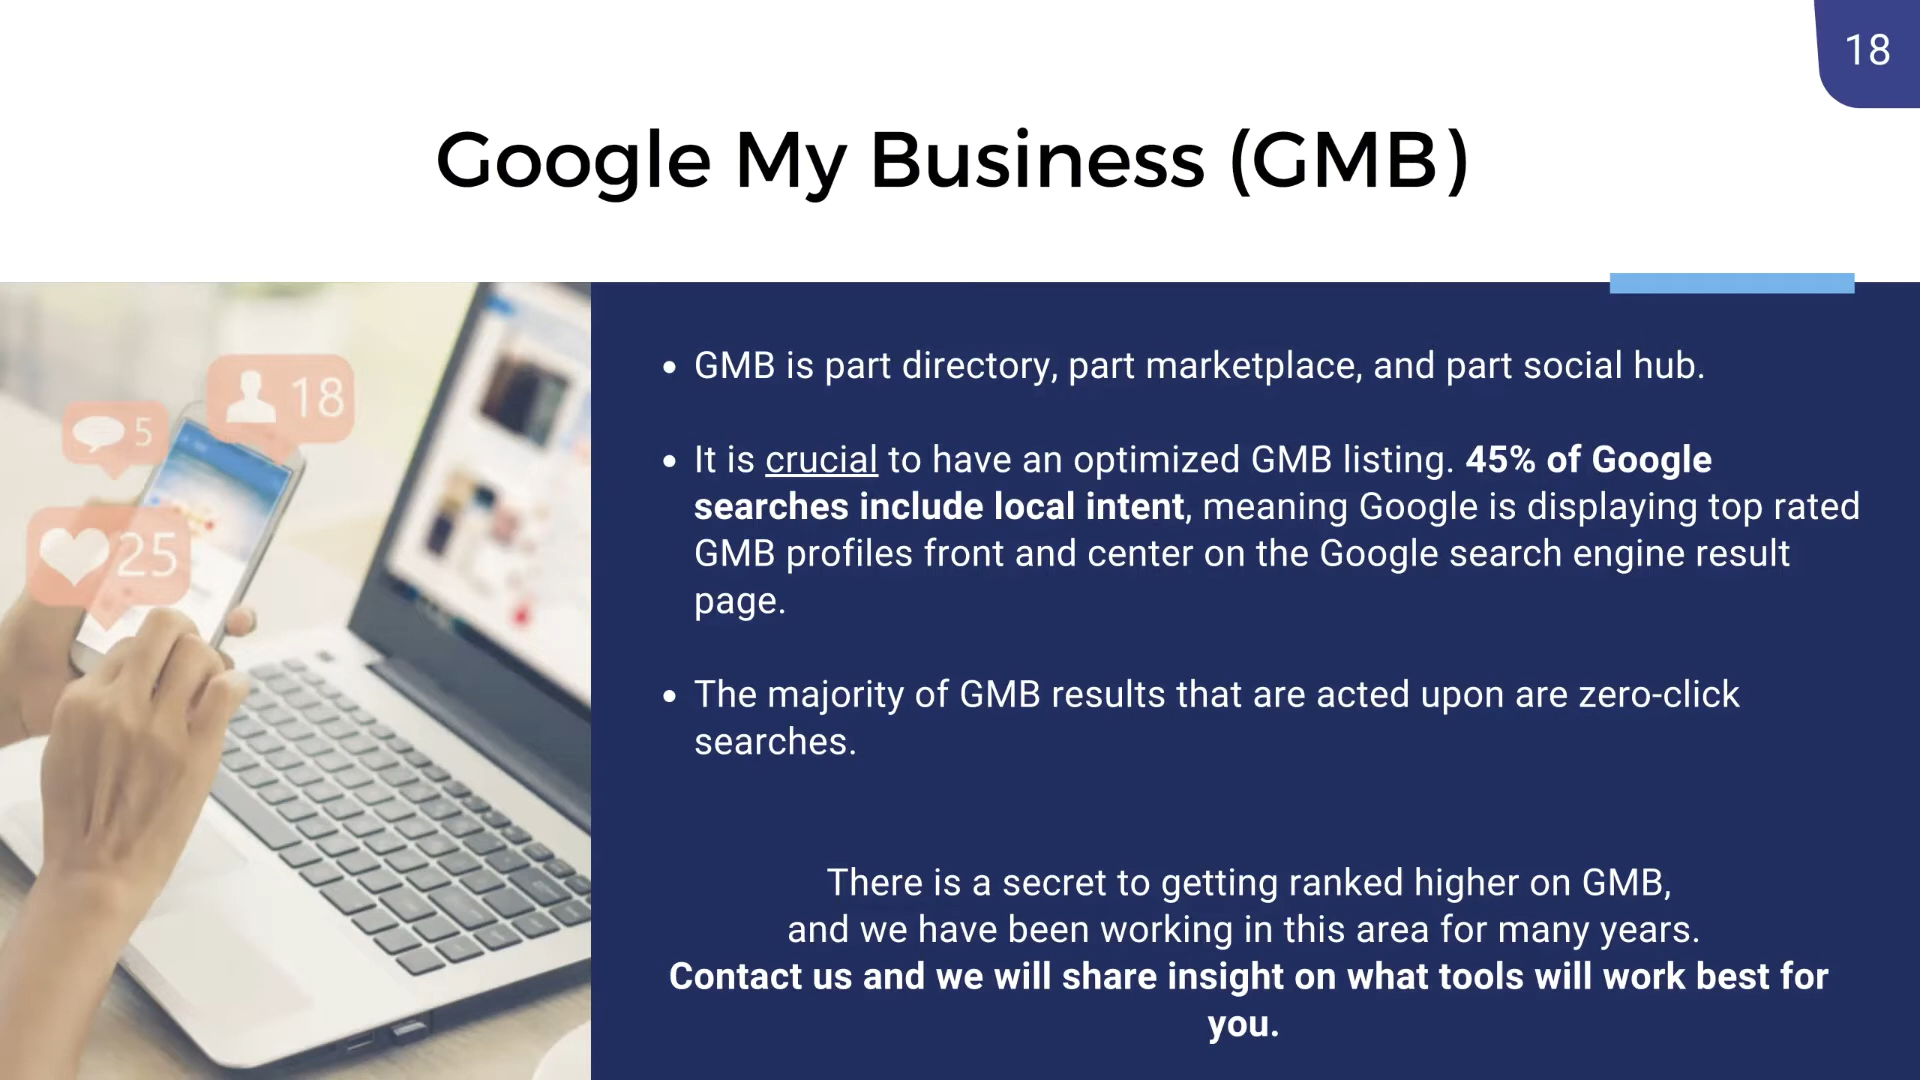 18
Google My Business (GMB)
• GMB is part directory, part marketplace, and part social hub.
• It is crucial to have an optimized GMB listing. 45% of Google
searches include local intent, meaning Google is displaying top rated
GMB profiles front and center on the Google search engine result
page.
• The majority of GMB results that are acted upon are zero-click
searches.
There is a secret to getting ranked higher on GMB,
and we have been working in this area for many years.
Contact us and we will share insight on what tools will work best for
you.
18
5
25